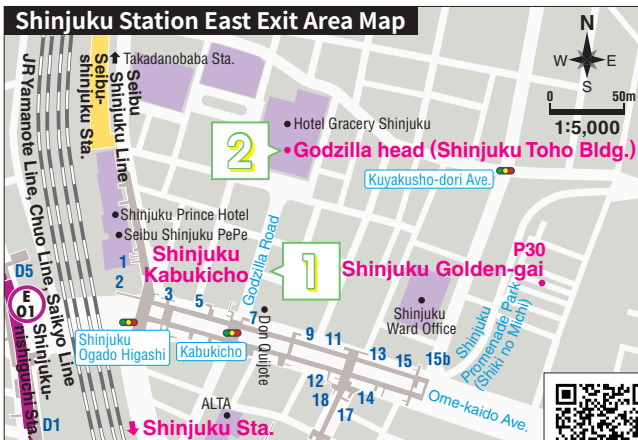 Shinjuku Station East Exit Area Map
Takadanobaba Sta.
N
W E
S
0 50m
1:5,000
JR Yamanote Line, Chuo Line, Saikyo Line
Seibu-
shinjuku Sta.
Seibu
Shinjuku Line
Hotel Gracery Shinjuku
2
Godzilla head (Shinjuku Toho Bldg.)
Kuyakusho-dori Ave.
Shinjuku Prince Hotel
Seibu Shinjuku PePe
Shinjuku
Kabukicho
1
Godzilla Road
Shinjuku Golden-gai
P30
D5
E
01
Shinjuku-
nishiguchi Sta.
D1
1
2
3
5
7
9
11
13
15
15b
12
18
14
17
Shinjuku
Ogado Higashi
Kabukicho
Don Quijote
Shinjuku
Ward Office
Shinjuku
Promenade Park
(Shiki no Michi)
Ome-kaido Ave.
ALTA
Shinjuku Sta.